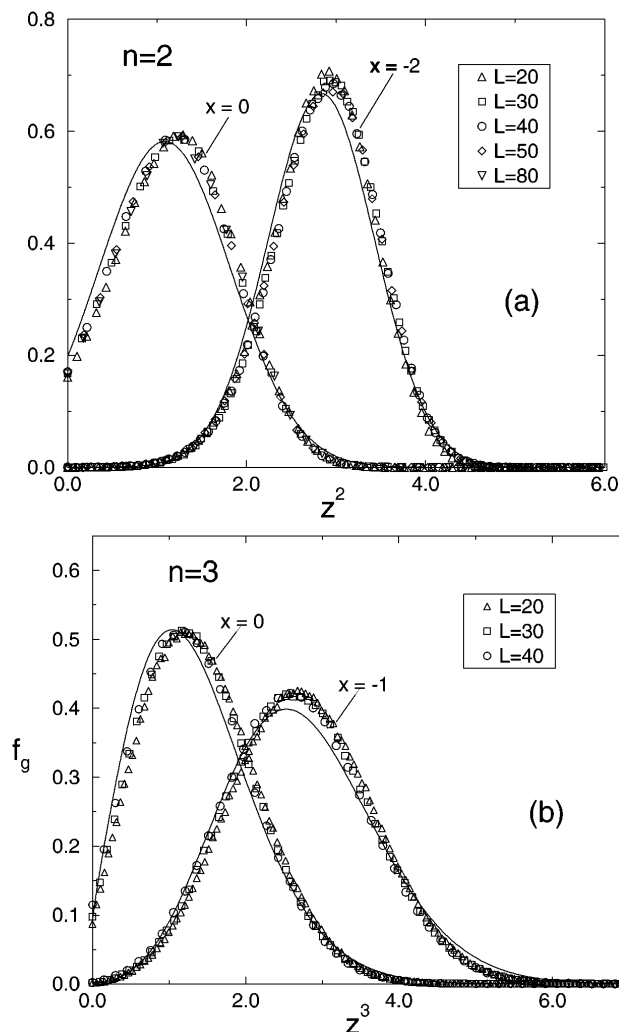 0.8
n=2
x = 0
x = -2
△ L=20
□ L=30
○ L=40
◇ L=50
▽ L=80
0.6
0.4
(a)
0.2
0.0
0.0 2.0 4.0 6.0
z²
0.6
n=3
x = 0
△ L=20
□ L=30
○ L=40
0.5
x = -1
0.4
f_g
0.3
(b)
0.2
0.1
0.0
0.0 2.0 4.0 6.0
z³